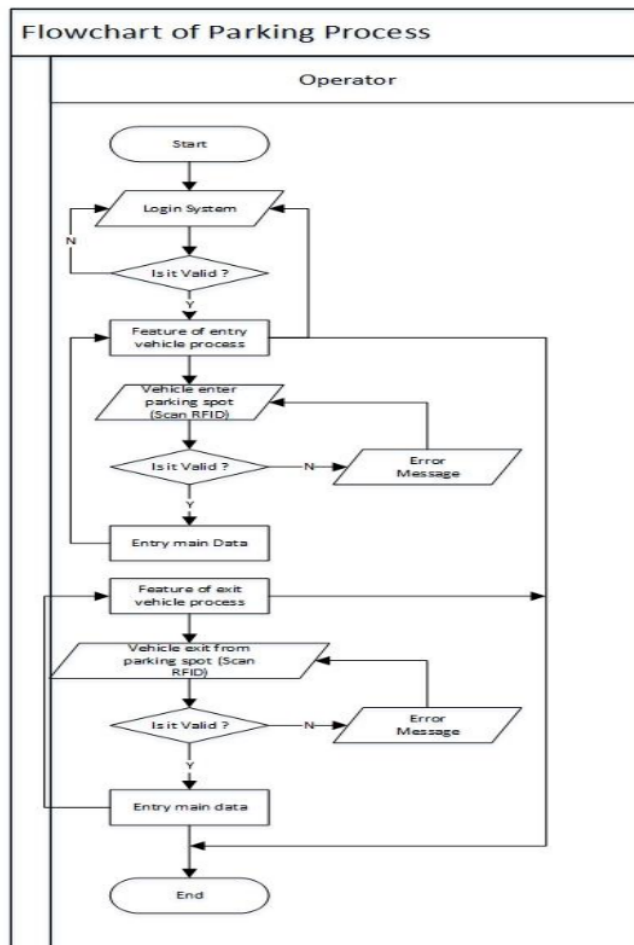 Flowchart of Parking Process
Operator
Start
Login System
N
Is it Valid ?
Y
Feature of entry
vehicle process
Vehicle enter
parking spot
(Scan RFID)
Is it Valid ?
N
Error
Message
Y
Entry main Data
Feature of exit
vehicle process
Vehicle exit from
parking spot (Scan
RFID)
Is it Valid ?
N
Error
Message
Y
Entry main data
End